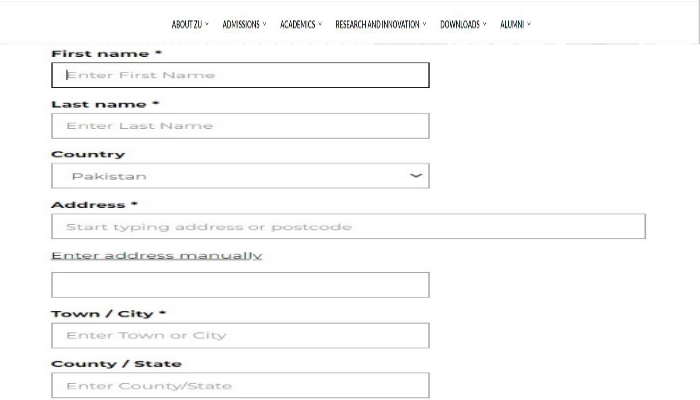 ABOUT ZU ADMISSIONS ACADEMICS RESEARCH AND INNOVATION DOWNLOADS ALUMNI
First name *
Enter First Name
Last name *
Enter Last Name
Country
Pakistan
Address *
Start typing address or postcode
Enter address manually
Town / City *
Enter Town or City
County / State
Enter County/State